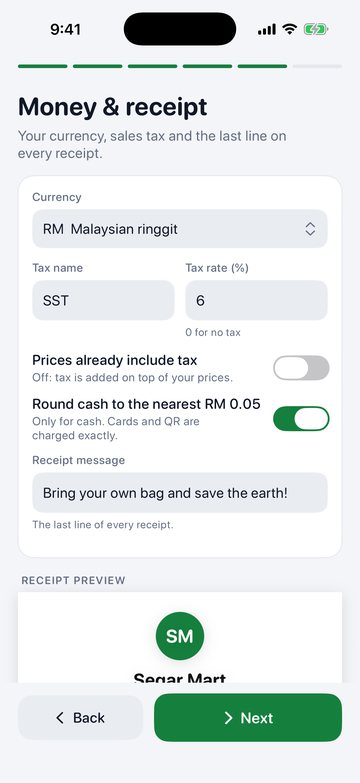 9:41
Money & receipt
Your currency, sales tax and the last line on
every receipt.
Currency
RM Malaysian ringgit
Tax name
Tax rate (%)
SST
6
0 for no tax
Prices already include tax
Off: tax is added on top of your prices.
Round cash to the nearest RM 0.05
Only for cash. Cards and QR are
charged exactly.
Receipt message
Bring your own bag and save the earth!
The last line of every receipt.
RECEIPT PREVIEW
SM
Segar Mart
Back
Next